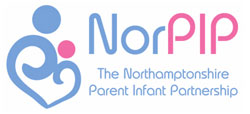 NorPIP
The Northamptonshire
Parent Infant Partnership